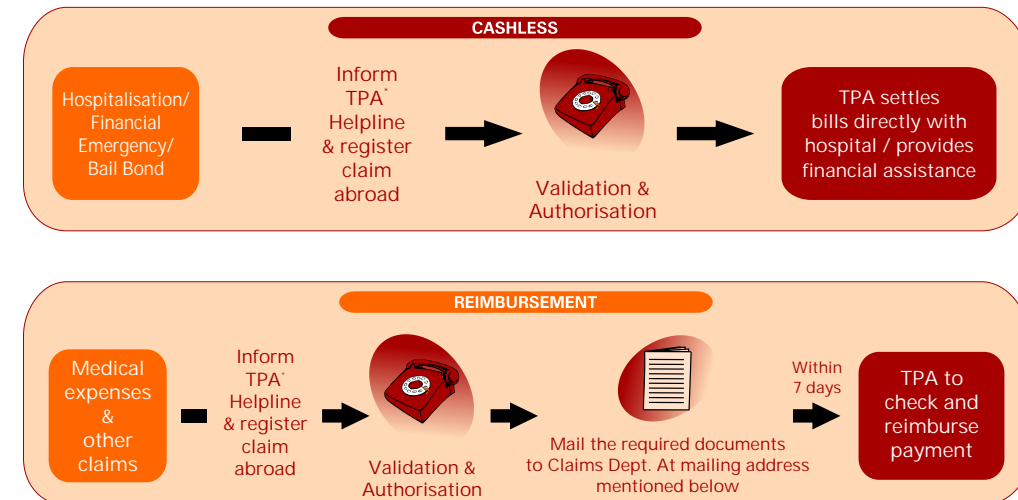 CASHLESS
Hospitalisation/
Financial
Emergency/
Bail Bond
Inform
TPA*
Helpline
& register
claim
abroad
Validation &
Authorisation
TPA settles
bills directly with
hospital / provides
financial assistance
REIMBURSEMENT
Medical
expenses
&
other
claims
Inform
TPA*
Helpline
& register
claim
abroad
Validation &
Authorisation
Mail the required documents
to Claims Dept. At mailing address
mentioned below
Within
7 days
TPA to
check and
reimburse
payment